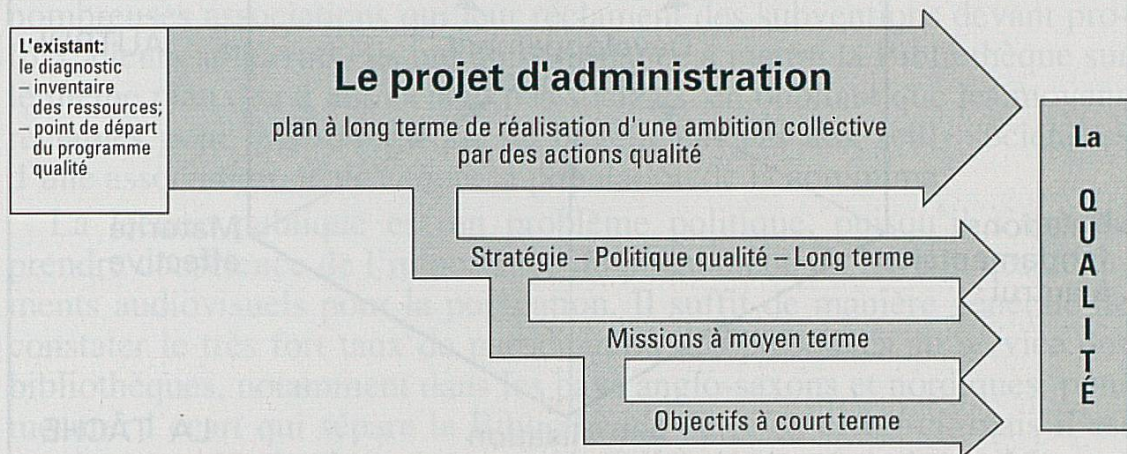 L'existant:
le diagnostic
– inventaire
des ressources;
– point de départ
du programme
qualité
Le projet d'administration
plan à long terme de réalisation d'une ambition collective
par des actions qualité
Stratégie – Politique qualité – Long terme
Missions à moyen terme
Objectifs à court terme
La
QUALITÉ